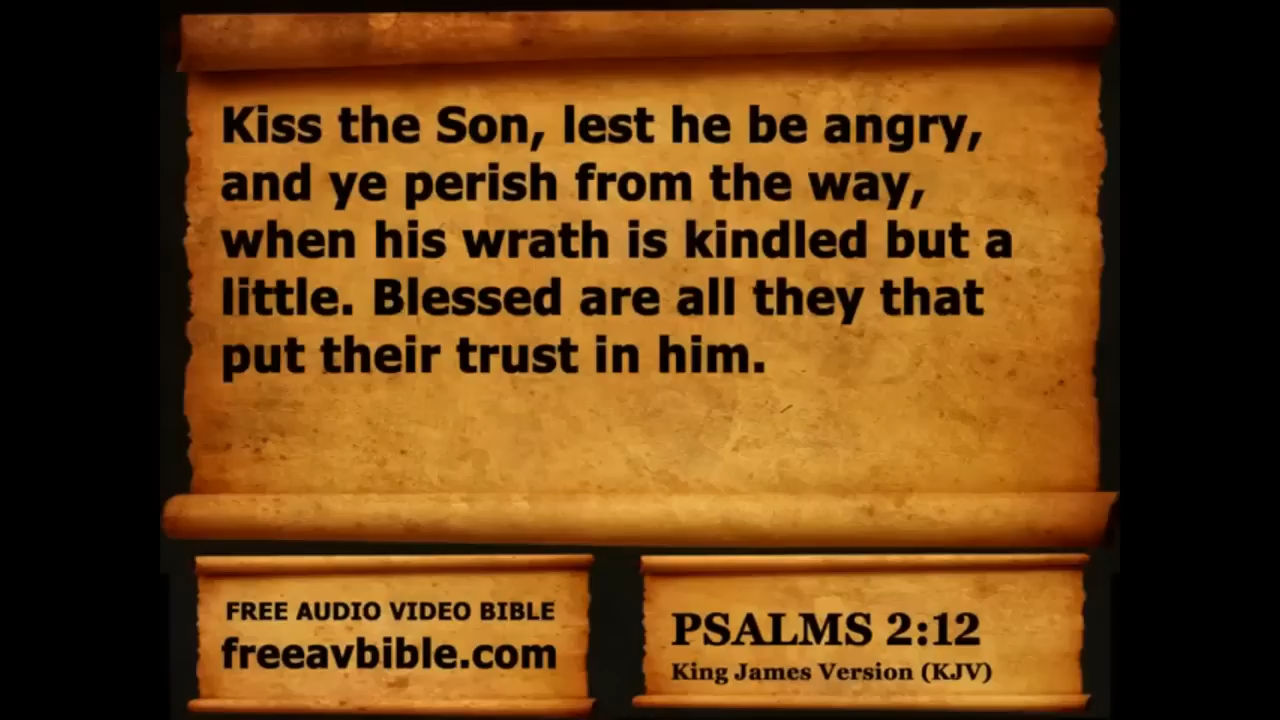 Kiss the Son, lest he be angry,
and ye perish from the way,
when his wrath is kindled but a
little. Blessed are all they that
put their trust in him.
FREE AUDIO VIDEO BIBLE
freeavbible.com
PSALMS 2:12
King James Version (KJV)